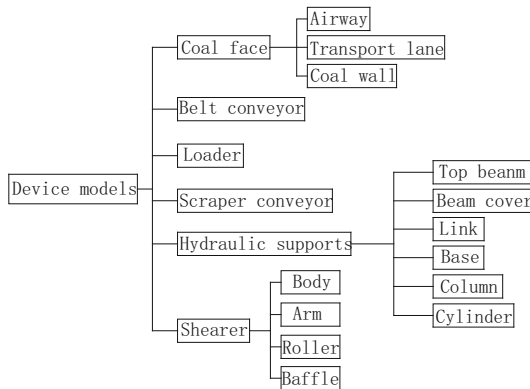 Device models
Coal face
Airway
Transport lane
Coal wall
Belt conveyor
Loader
Scraper conveyor
Hydraulic supports
Top beanm
Beam cover
Link
Base
Column
Cylinder
Shearer
Body
Arm
Roller
Baffle